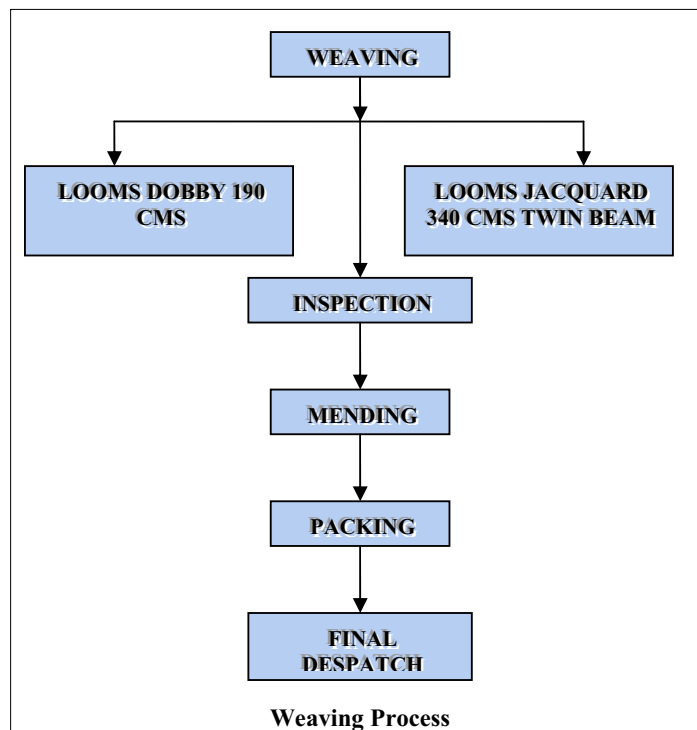 WEAVING
LOOMS DOBBY 190
CMS
LOOMS JACQUARD
340 CMS TWIN BEAM
INSPECTION
MENDING
PACKING
FINAL
DESPATCH
Weaving Process